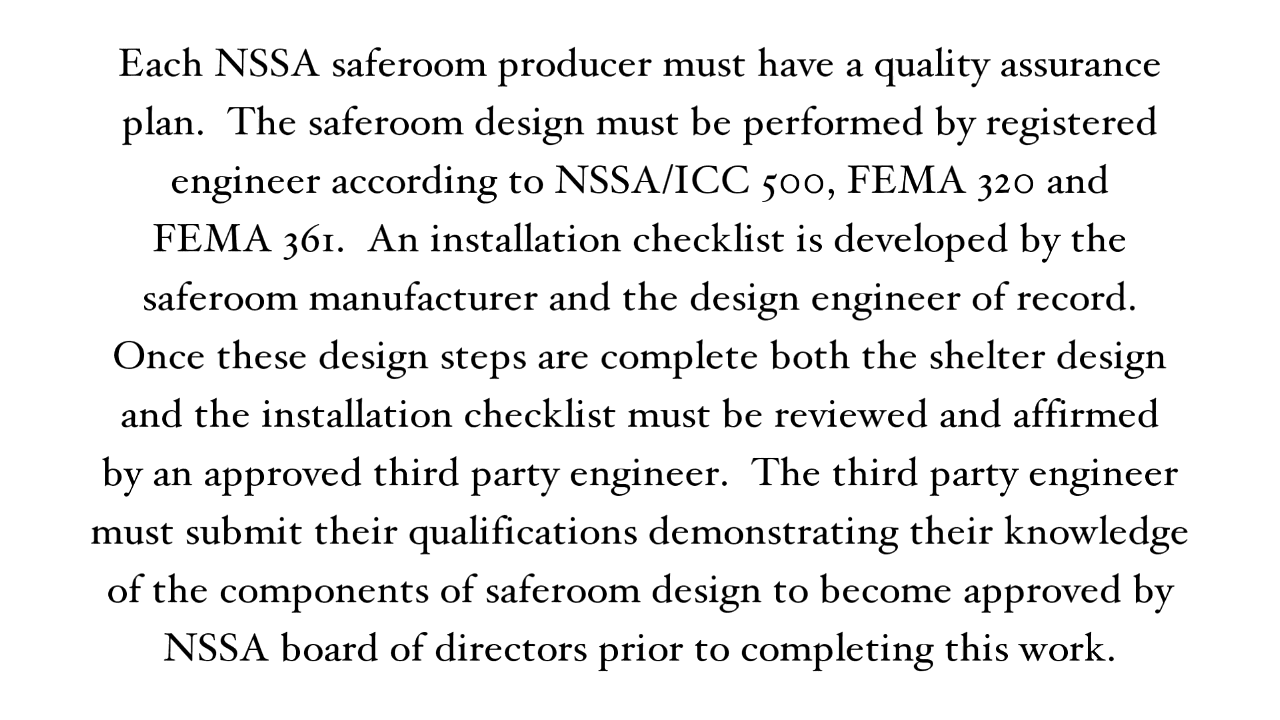 Each NSSA saferoom producer must have a quality assurance
plan.  The saferoom design must be performed by registered
engineer according to NSSA/ICC 500, FEMA 320 and
FEMA 361.  An installation checklist is developed by the
saferoom manufacturer and the design engineer of record.
Once these design steps are complete both the shelter design
and the installation checklist must be reviewed and affirmed
by an approved third party engineer.  The third party engineer
must submit their qualifications demonstrating their knowledge
of the components of saferoom design to become approved by
NSSA board of directors prior to completing this work.